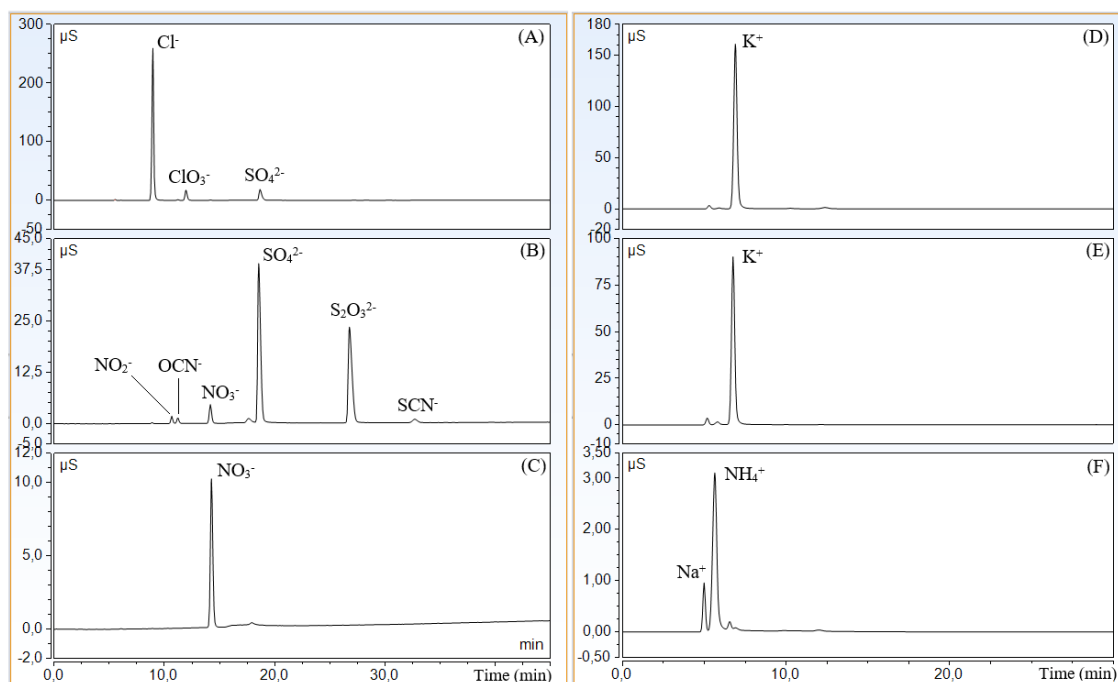 300
µS
Cl⁻
(A)
200
100
ClO₃⁻
SO₄²⁻
0
-50
45,0
µS
SO₄²⁻
(B)
37,5
S₂O₃²⁻
25,0
NO₂⁻
OCN⁻
12,5
NO₃⁻
SCN⁻
0,0
-5,0
12,0
µS
NO₃⁻
(C)
10,0
5,0
0,0
min
-2,0
0,0
10,0
20,0
30,0
Time (min)
180
µS
K⁺
(D)
150
100
50
0
-20
100
µS
K⁺
(E)
75
50
25
0
-10
3,50
µS
NH₄⁺
(F)
3,00
2,00
Na⁺
1,00
0,00
-0,50
0,0
10,0
20,0
Time (min)